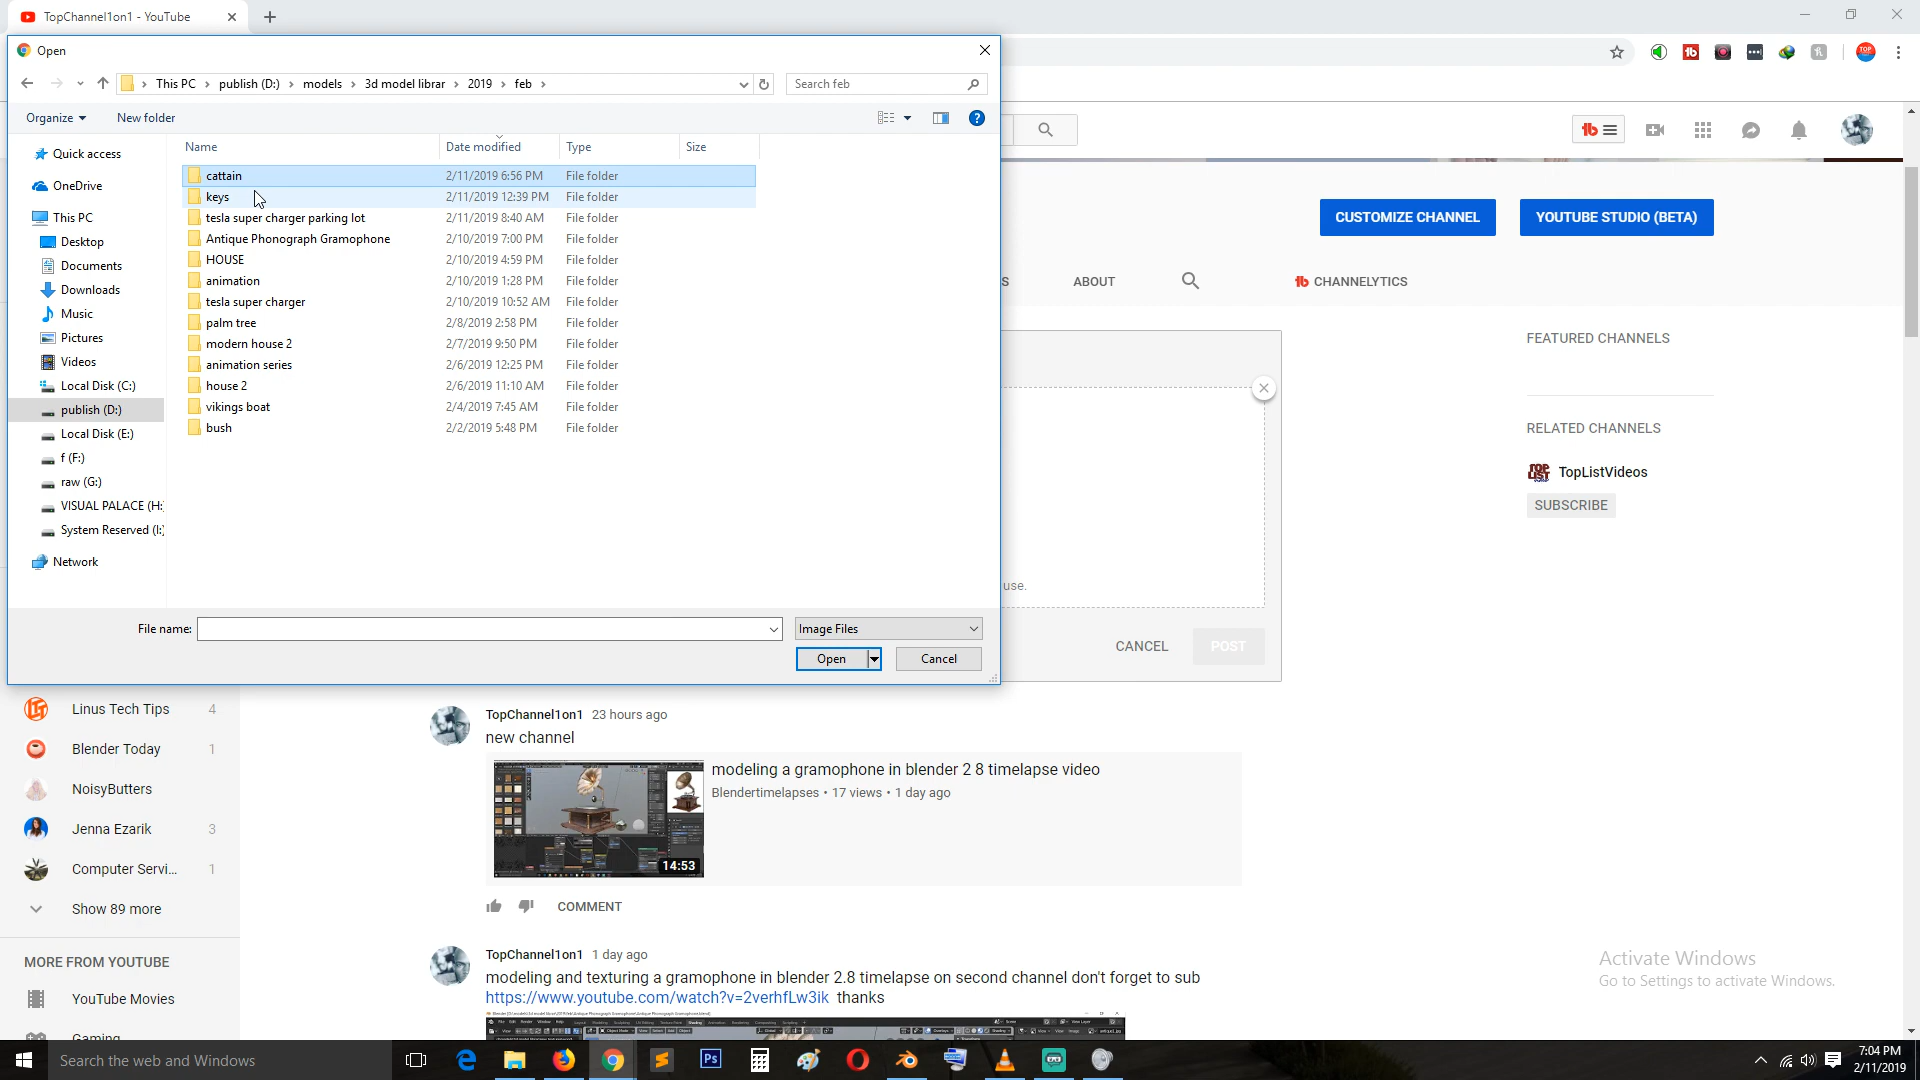 TopChannel1on1 - YouTube
Open
This PC > publish (D:) > models > 3d model librar > 2019 > feb >
Search feb
Organize
New folder
Name
Date modified
Type
Size
Quick access
OneDrive
This PC
Desktop
Documents
Downloads
Music
Pictures
Videos
Local Disk (C:)
publish (D:)
Local Disk (E:)
f (F:)
raw (G:)
VISUAL PALACE (H:
System Reserved (I:)
Network
cattain 2/11/2019 6:56 PM File folder
keys 2/11/2019 12:39 PM File folder
tesla super charger parking lot 2/11/2019 8:40 AM File folder
Antique Phonograph Gramophone 2/10/2019 7:00 PM File folder
HOUSE 2/10/2019 4:59 PM File folder
animation 2/10/2019 1:28 PM File folder
tesla super charger 2/10/2019 10:52 AM File folder
palm tree 2/8/2019 2:58 PM File folder
modern house 2 2/7/2019 9:50 PM File folder
animation series 2/6/2019 12:25 PM File folder
house 2 2/6/2019 11:10 AM File folder
vikings boat 2/4/2019 7:45 AM File folder
bush 2/2/2019 5:48 PM File folder
File name:
Image Files
Open
Cancel
CUSTOMIZE CHANNEL
YOUTUBE STUDIO (BETA)
S
ABOUT
CHANNELYTICS
FEATURED CHANNELS
RELATED CHANNELS
TopListVideos
SUBSCRIBE
use.
CANCEL
POST
Linus Tech Tips 4
Blender Today 1
NoisyButters
Jenna Ezarik 3
Computer Servi... 1
Show 89 more
MORE FROM YOUTUBE
YouTube Movies
Gaming
TopChannel1on1 23 hours ago
new channel
14:53
modeling a gramophone in blender 2 8 timelapse video
Blendertimelapses • 17 views • 1 day ago
COMMENT
TopChannel1on1 1 day ago
modeling and texturing a gramophone in blender 2.8 timelapse on second channel don't forget to sub
https://www.youtube.com/watch?v=2verhfLw3ik thanks
Activate Windows
Go to Settings to activate Windows.
Search the web and Windows
7:04 PM
2/11/2019